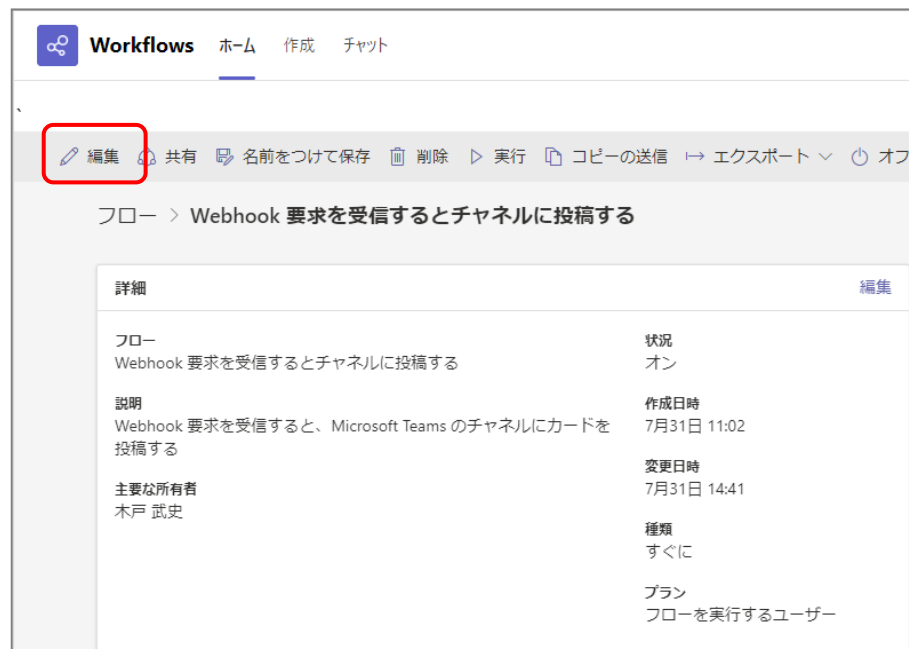 Workflows ホーム 作成 チャット
、
編集 共有 名前をつけて保存 削除 実行 コピーの送信 エクスポート オフ
フロー > Webhook 要求を受信するとチャネルに投稿する
詳細 編集
フロー
Webhook 要求を受信するとチャネルに投稿する
説明
Webhook 要求を受信すると、Microsoft Teams のチャネルにカードを
投稿する
主要な所有者
木戸 武史
状況
オン
作成日時
7月31日 11:02
変更日時
7月31日 14:41
種類
すぐに
プラン
フローを実行するユーザー